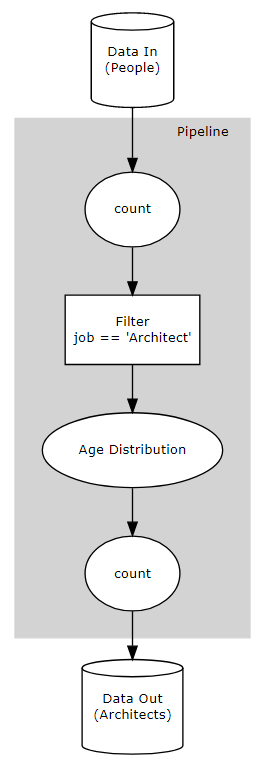 Data In
(People)
Pipeline
count
Filter
job == 'Architect'
Age Distribution
count
Data Out
(Architects)